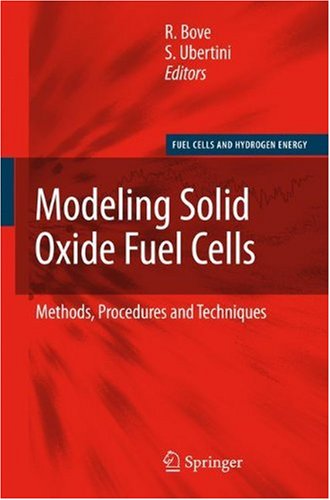 R. Bove
S. Ubertini
Editors
FUEL CELLS AND HYDROGEN ENERGY
Modeling Solid
Oxide Fuel Cells
Methods, Procedures and Techniques
Springer